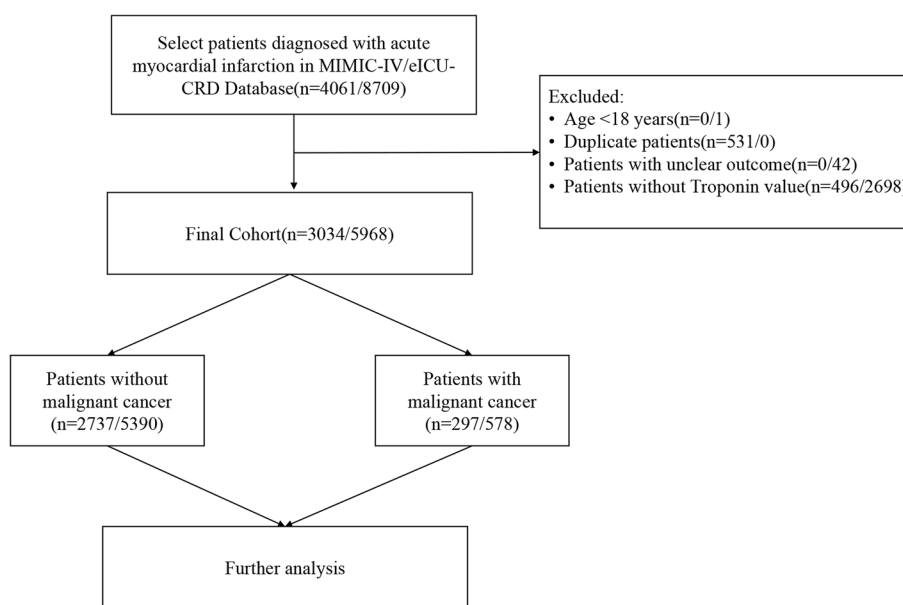 Select patients diagnosed with acute
myocardial infarction in MIMIC-IV/eICU-
CRD Database(n=4061/8709)
Excluded:
• Age <18 years(n=0/1)
• Duplicate patients(n=531/0)
• Patients with unclear outcome(n=0/42)
• Patients without Troponin value(n=496/2698)
Final Cohort(n=3034/5968)
Patients without
malignant cancer
(n=2737/5390)
Patients with
malignant cancer
(n=297/578)
Further analysis